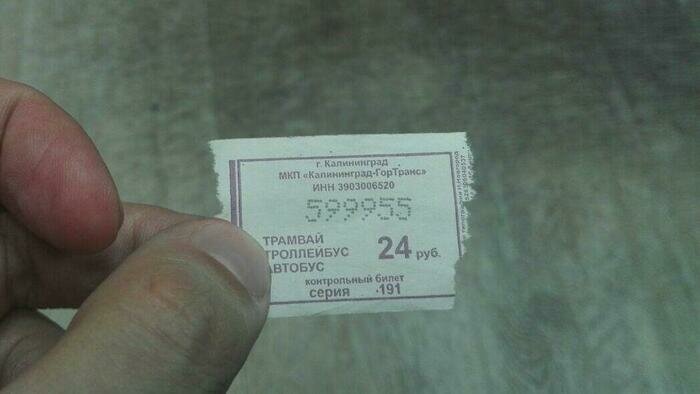 г. Калининград
МКП «Калининград-ГорТранс»
ИНН 3903006520
599955
ТРАМВАЙ
ТРОЛЛЕЙБУС
АВТОБУС
24 руб.
контрольный билет
серия 191